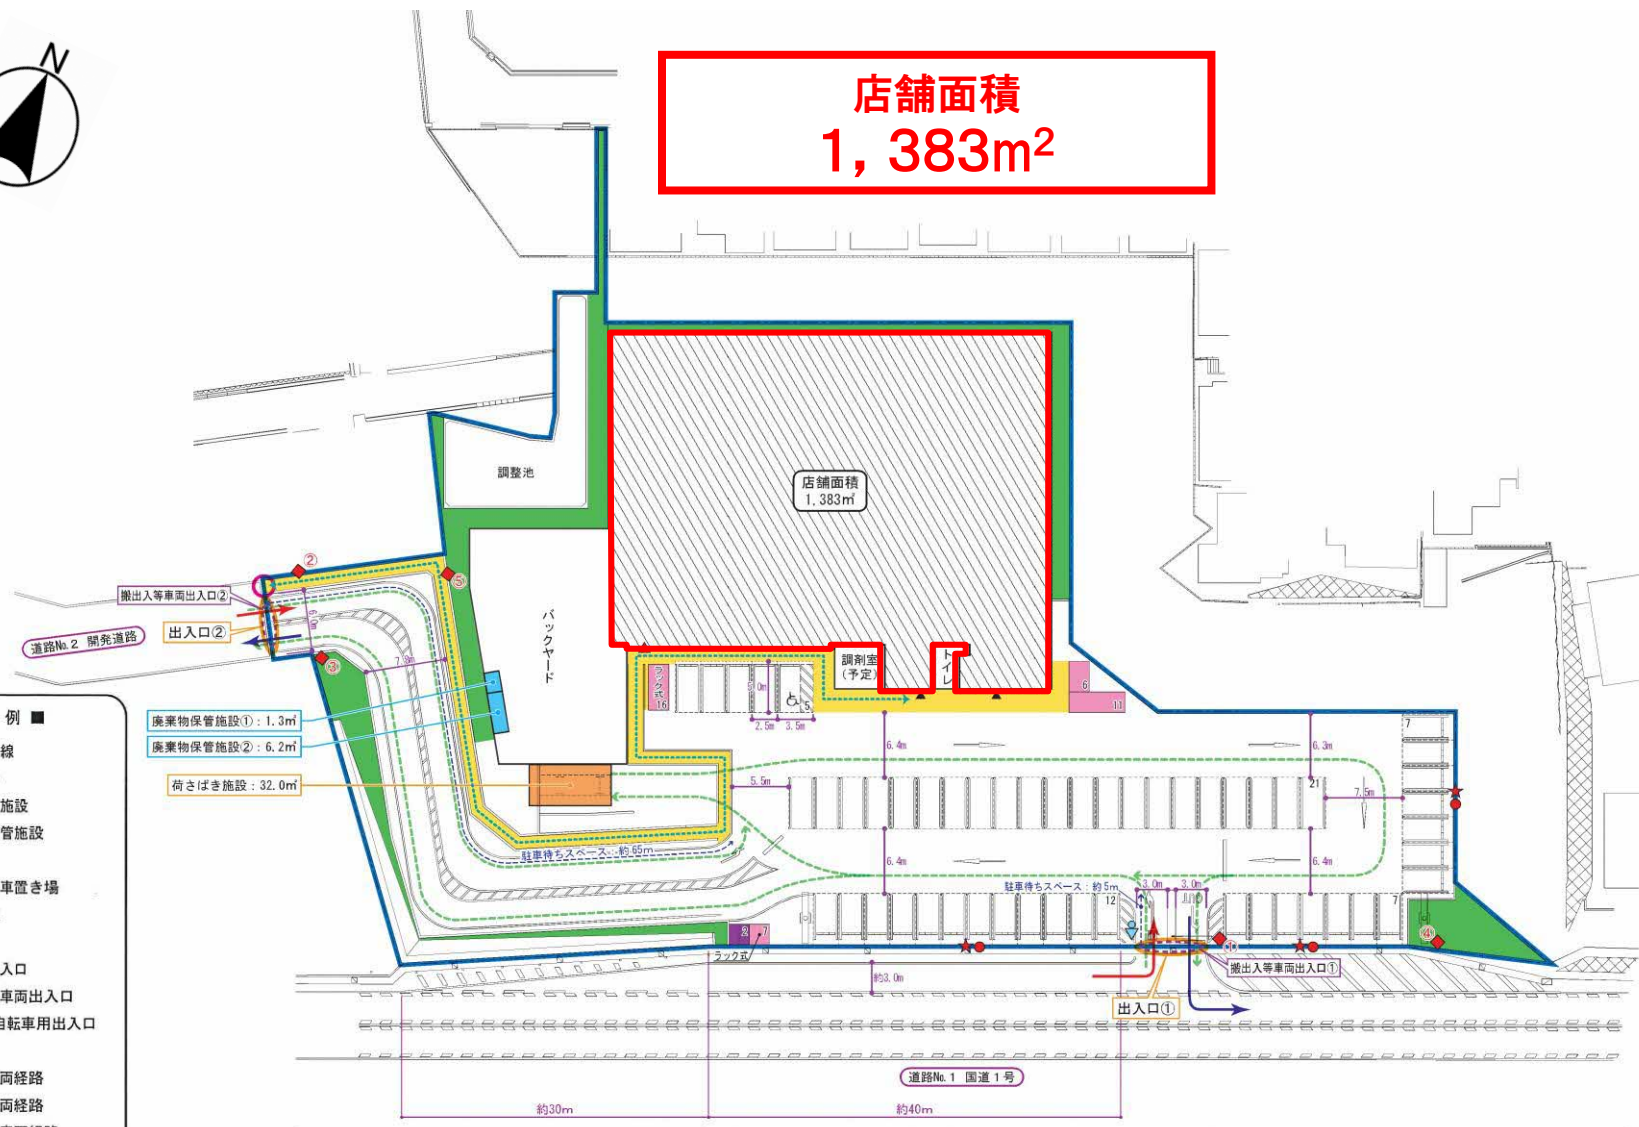 N
店舗面積
1,383m²
調整池
店舗面積
1,383㎡
②
⑤
搬出入等車両出入口②
出入口②
道路No.2 開発道路
6.0m
③
7.9m
バックヤード
調剤室
(予定)
トイレ
ラック式
16
5.0m
5
2.5m
3.5m
6
11
例 ■
線
施設
管施設
車置き場
入口
車両出入口
自転車用出入口
両経路
両経路
廃棄物保管施設①:1.3㎡
廃棄物保管施設②:6.2㎡
荷さばき施設:32.0㎡
6.4m
6.3m
7
5.5m
21
7.5m
駐車待ちスペース:約65m
6.4m
6.4m
駐車待ちスペース:約5m
3.0m
3.0m
12
7
2
7
ラック式
④
①
約3.0m
搬出入等車両出入口①
出入口①
道路No.1 国道1号
約30m
約40m